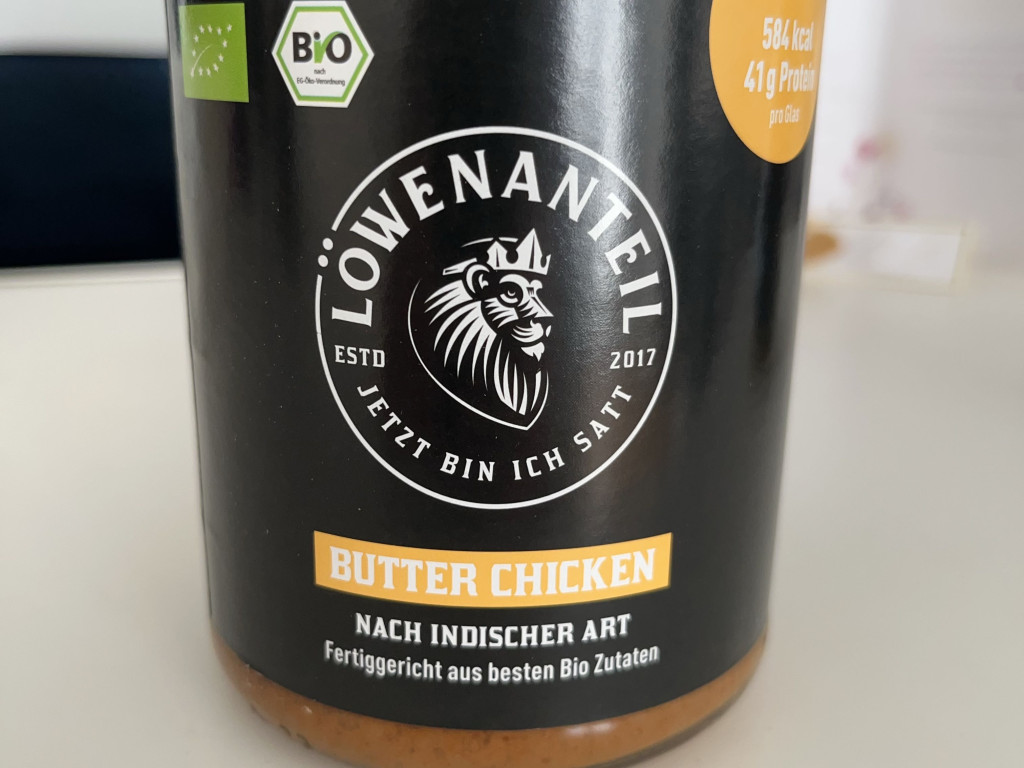 BIO
nach
EG-Öko-Verordnung
584 kcal
41g Protein
pro Glas
LÖWENANTEIL
ESTD 2017
JETZT BIN ICH SATT
BUTTER CHICKEN
NACH INDISCHER ART
Fertiggericht aus besten Bio Zutaten